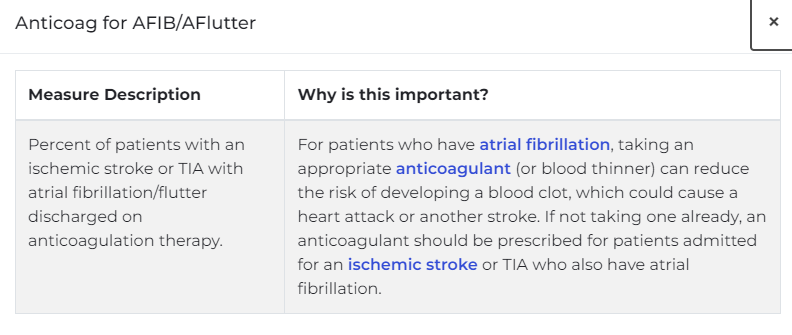 Anticoag for AFIB/AFlutter
×
Measure Description
Why is this important?
Percent of patients with an
ischemic stroke or TIA with
atrial fibrillation/flutter
discharged on
anticoagulation therapy.
For patients who have atrial fibrillation, taking an
appropriate anticoagulant (or blood thinner) can reduce
the risk of developing a blood clot, which could cause a
heart attack or another stroke. If not taking one already, an
anticoagulant should be prescribed for patients admitted
for an ischemic stroke or TIA who also have atrial
fibrillation.